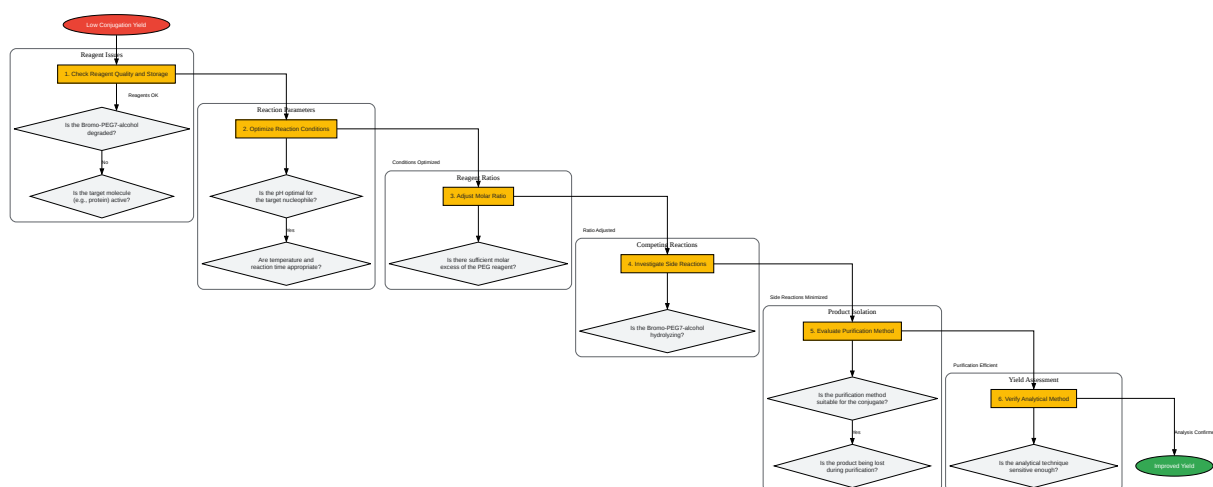 Low Conjugation Yield
Reagent Issues
1. Check Reagent Quality and Storage
Reagents OK
Is the Bromo-PEG7-alcohol
degraded?
No
Is the target molecule
(e.g., protein) active?
Reaction Parameters
2. Optimize Reaction Conditions
Is the pH optimal for
the target nucleophile?
Yes
Are temperature and
reaction time appropriate?
Conditions Optimized
Reagent Ratios
3. Adjust Molar Ratio
Is there sufficient molar
excess of the PEG reagent?
Ratio Adjusted
Competing Reactions
4. Investigate Side Reactions
Is the Bromo-PEG7-alcohol
hydrolyzing?
Side Reactions Minimized
Product Isolation
5. Evaluate Purification Method
Is the purification method
suitable for the conjugate?
Yes
Is the product being lost
during purification?
Purification Efficient
Yield Assessment
6. Verify Analytical Method
Is the analytical technique
sensitive enough?
Analysis Confirm
Improved Yield